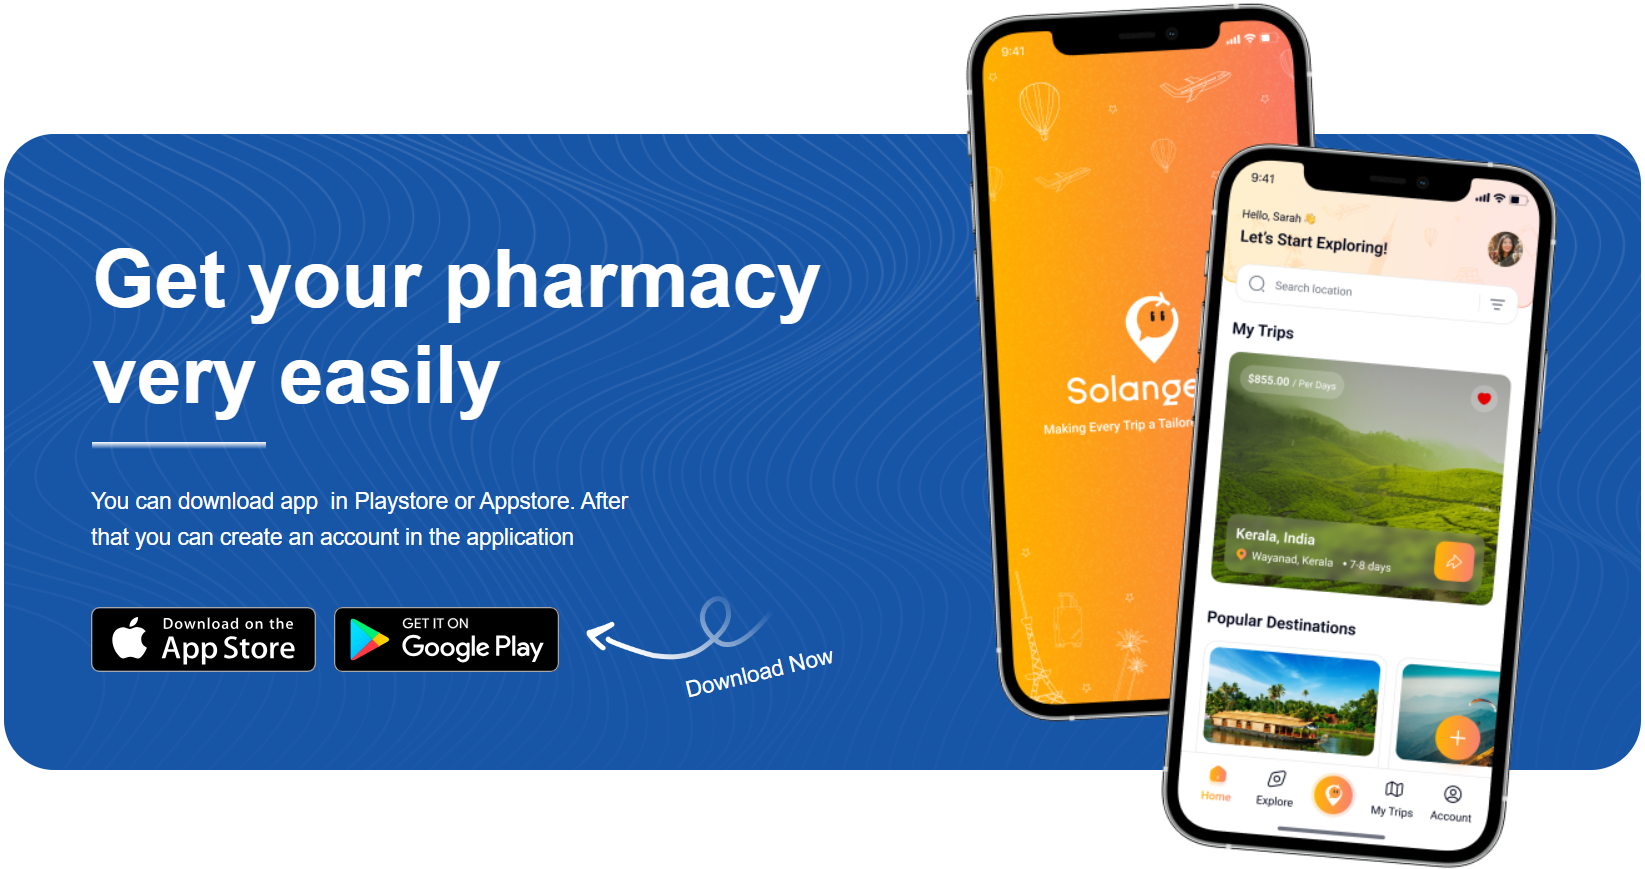 Get your pharmacy
very easily
You can download app  in Playstore or Appstore. After
that you can create an account in the application
Download on the
App Store
GET IT ON
Google Play
Download Now
9:41
Solange
Making Every Trip a Tailor
9:41
Hello, Sarah 👋
Let's Start Exploring!
Search location
My Trips
$855.00 / Per Days
Kerala, India
Wayanad, Kerala • 7-8 days
Popular Destinations
Home
Explore
My Trips
Account